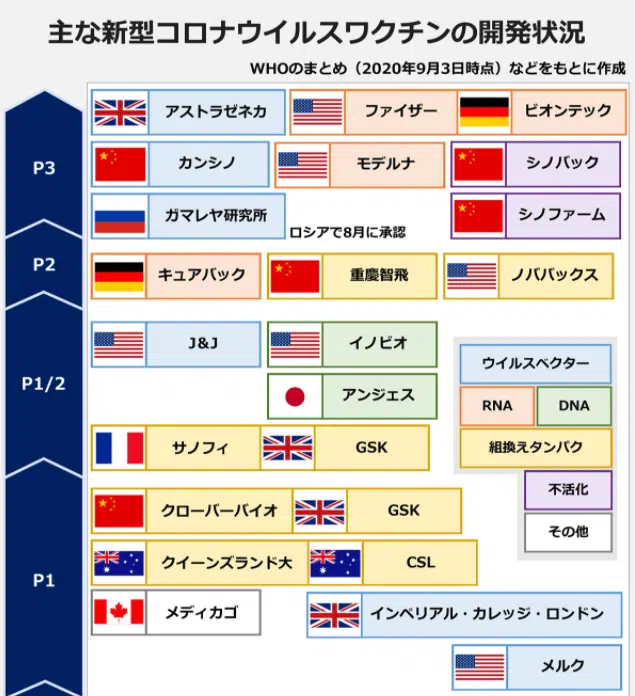 主な新型コロナウイルスワクチンの開発状況
WHOのまとめ（2020年9月3日時点）などをもとに作成
P3
アストラゼネカ
ファイザー
ビオンテック
カンシノ
モデルナ
シノバック
ガマレヤ研究所
シノファーム
ロシアで8月に承認
P2
キュアバック
重慶智飛
ノババックス
P1/2
J&J
イノビオ
アンジェス
サノフィ
GSK
ウイルスベクター
RNA
DNA
組換えタンパク
不活化
その他
P1
クローバーバイオ
GSK
クイーンズランド大
CSL
メディカゴ
インペリアル・カレッジ・ロンドン
メルク